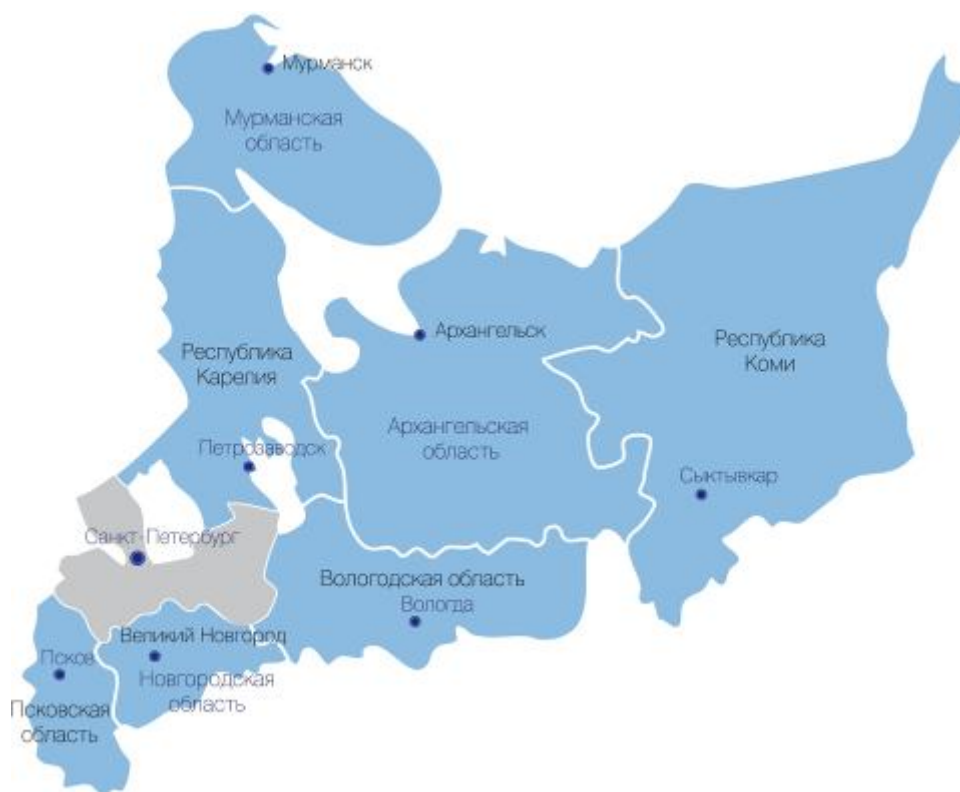 Мурманск
Мурманская
область
Архангельск
Республика
Карелия
Республика
Коми
Архангельская
область
Петрозаводск
Сыктывкар
Санкт-Петербург
Вологодская область
Вологда
Великий Новгород
Псков
Новгородская
область
Псковская
область